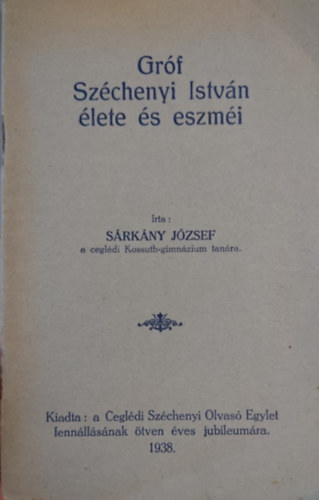 Gróf
Széchenyi István
élete és eszméi
Írta :
SÁRKÁNY JÓZSEF
a ceglédi Kossuth-gimnázium tanára.
Kiadta : a Ceglédi Széchenyi Olvasó Egylet
fennállásának ötven éves jubileumára.
1938.